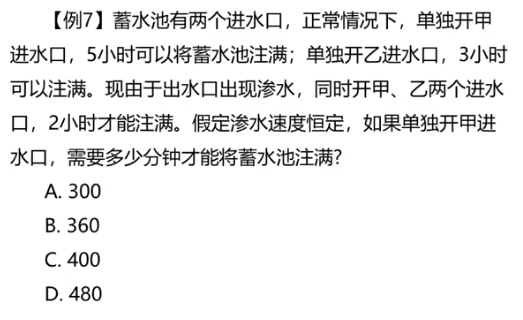 【例7】蓄水池有两个进水口，正常情况下，单独开甲
进水口，5小时可以将蓄水池注满；单独开乙进水口，3小时
可以注满。现由于出水口出现渗水，同时开甲、乙两个进水
口，2小时才能注满。假定渗水速度恒定，如果单独开甲进
水口，需要多少分钟才能将蓄水池注满?
A. 300
B. 360
C. 400
D. 480